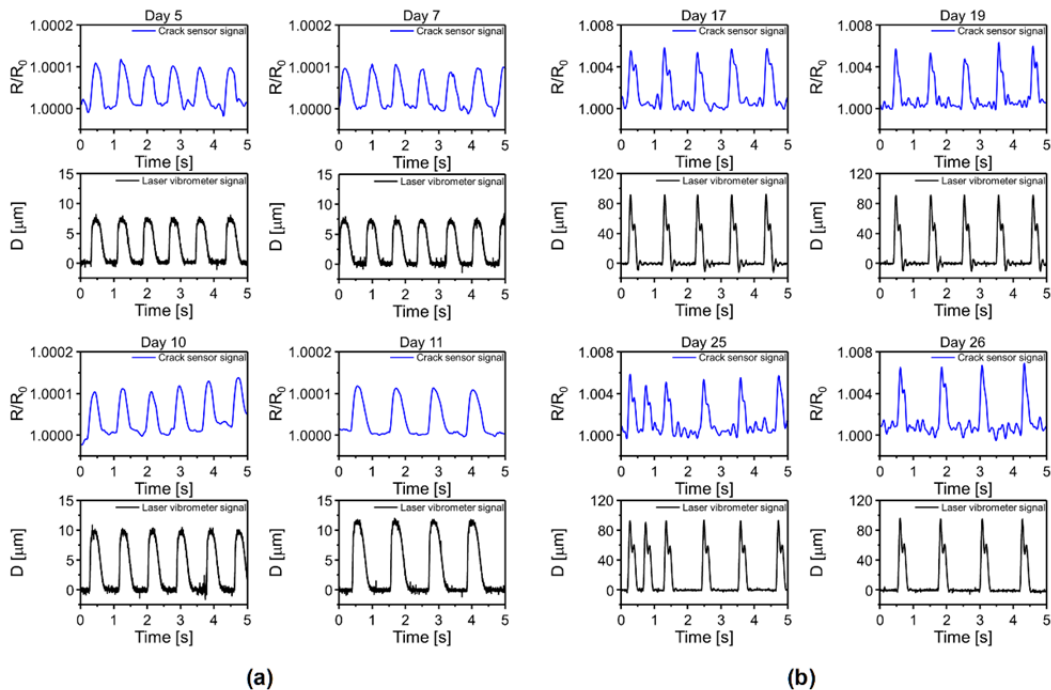 Day 5
Crack sensor signal
R/R0
1.0002
1.0001
1.0000
0 1 2 3 4 5
Time [s]
Laser vibrometer signal
D [μm]
15
10
5
0
0 1 2 3 4 5
Time [s]
Day 7
Crack sensor signal
R/R0
1.0002
1.0001
1.0000
0 1 2 3 4 5
Time [s]
Laser vibrometer signal
D [μm]
15
10
5
0
0 1 2 3 4 5
Time [s]
Day 10
Crack sensor signal
R/R0
1.0002
1.0001
1.0000
0 1 2 3 4 5
Time [s]
Laser vibrometer signal
D [μm]
15
10
5
0
0 1 2 3 4 5
Time [s]
Day 11
Crack sensor signal
R/R0
1.0002
1.0001
1.0000
0 1 2 3 4 5
Time [s]
Laser vibrometer signal
D [μm]
15
10
5
0
0 1 2 3 4 5
Time [s]
(a)
Day 17
Crack sensor signal
R/R0
1.008
1.004
1.000
0 1 2 3 4 5
Time [s]
Laser vibrometer signal
D [μm]
120
80
40
0
0 1 2 3 4 5
Time [s]
Day 19
Crack sensor signal
R/R0
1.008
1.004
1.000
0 1 2 3 4 5
Time [s]
Laser vibrometer signal
D [μm]
120
80
40
0
0 1 2 3 4 5
Time [s]
Day 25
Crack sensor signal
R/R0
1.008
1.004
1.000
0 1 2 3 4 5
Time [s]
Laser vibrometer signal
D [μm]
120
80
40
0
0 1 2 3 4 5
Time [s]
Day 26
Crack sensor signal
R/R0
1.008
1.004
1.000
0 1 2 3 4 5
Time [s]
Laser vibrometer signal
D [μm]
120
80
40
0
0 1 2 3 4 5
Time [s]
(b)